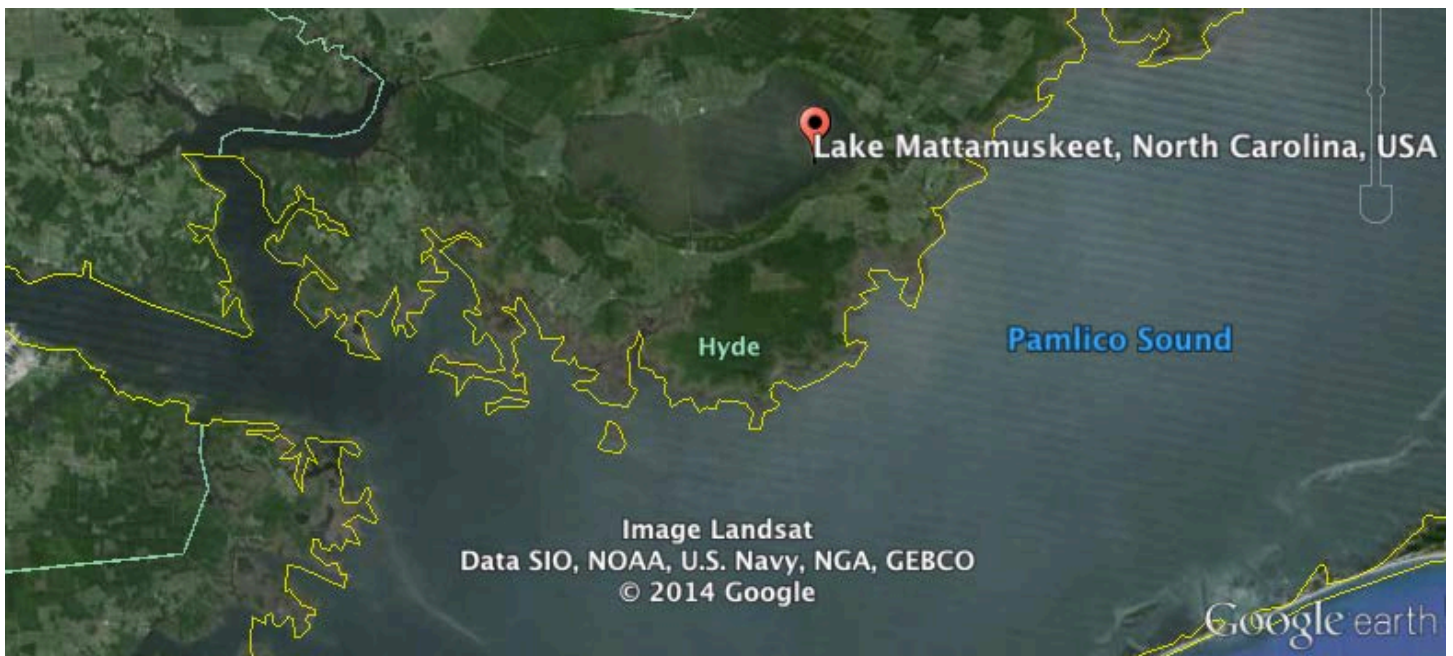 Lake Mattamuskeet, North Carolina, USA
Hyde
Pamlico Sound
Image Landsat
Data SIO, NOAA, U.S. Navy, NGA, GEBCO
© 2014 Google
Google earth